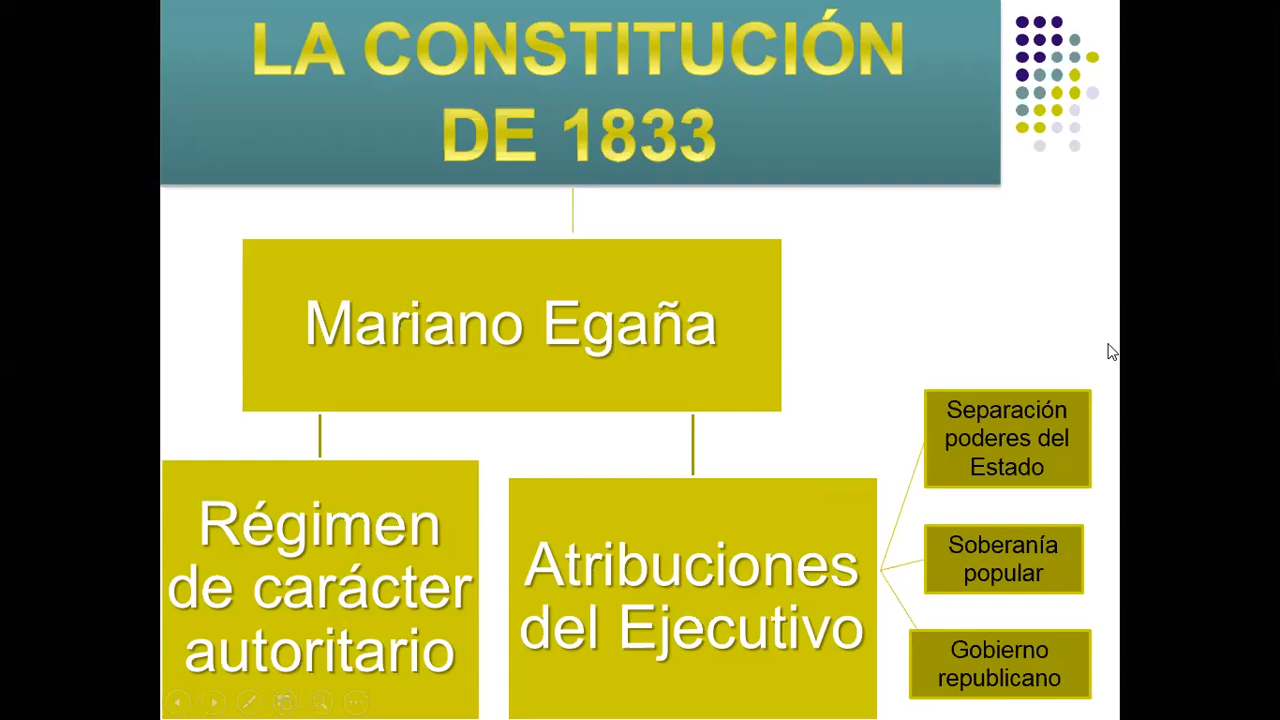 LA CONSTITUCIÓN
DE 1833
Mariano Egaña
Régimen
de carácter
autoritario
Atribuciones
del Ejecutivo
Separación
poderes del
Estado
Soberanía
popular
Gobierno
republicano